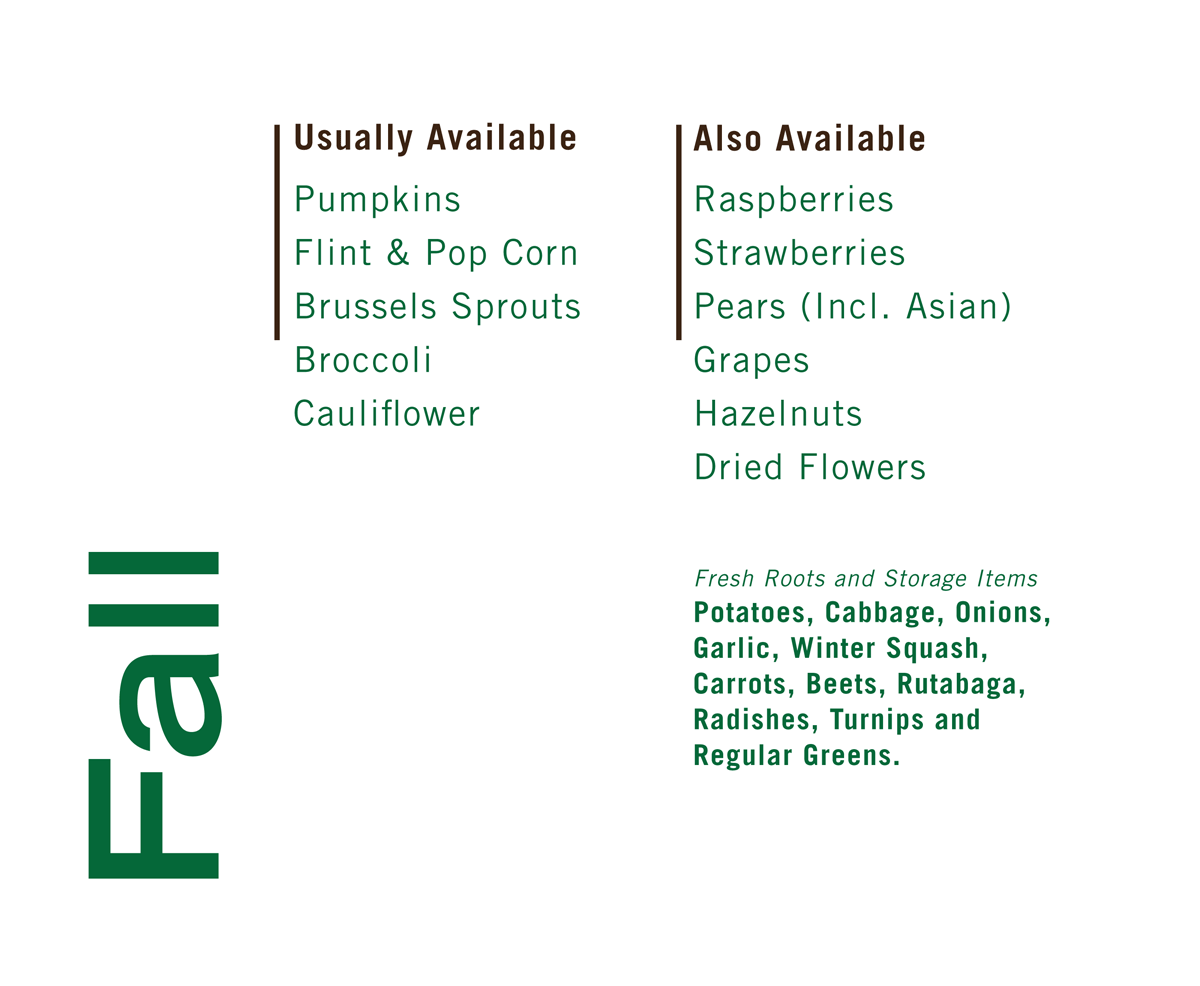 Fall
Usually Available
Pumpkins
Flint & Pop Corn
Brussels Sprouts
Broccoli
Cauliflower
Also Available
Raspberries
Strawberries
Pears (Incl. Asian)
Grapes
Hazelnuts
Dried Flowers
Fresh Roots and Storage Items
Potatoes, Cabbage, Onions,
Garlic, Winter Squash,
Carrots, Beets, Rutabaga,
Radishes, Turnips and
Regular Greens.